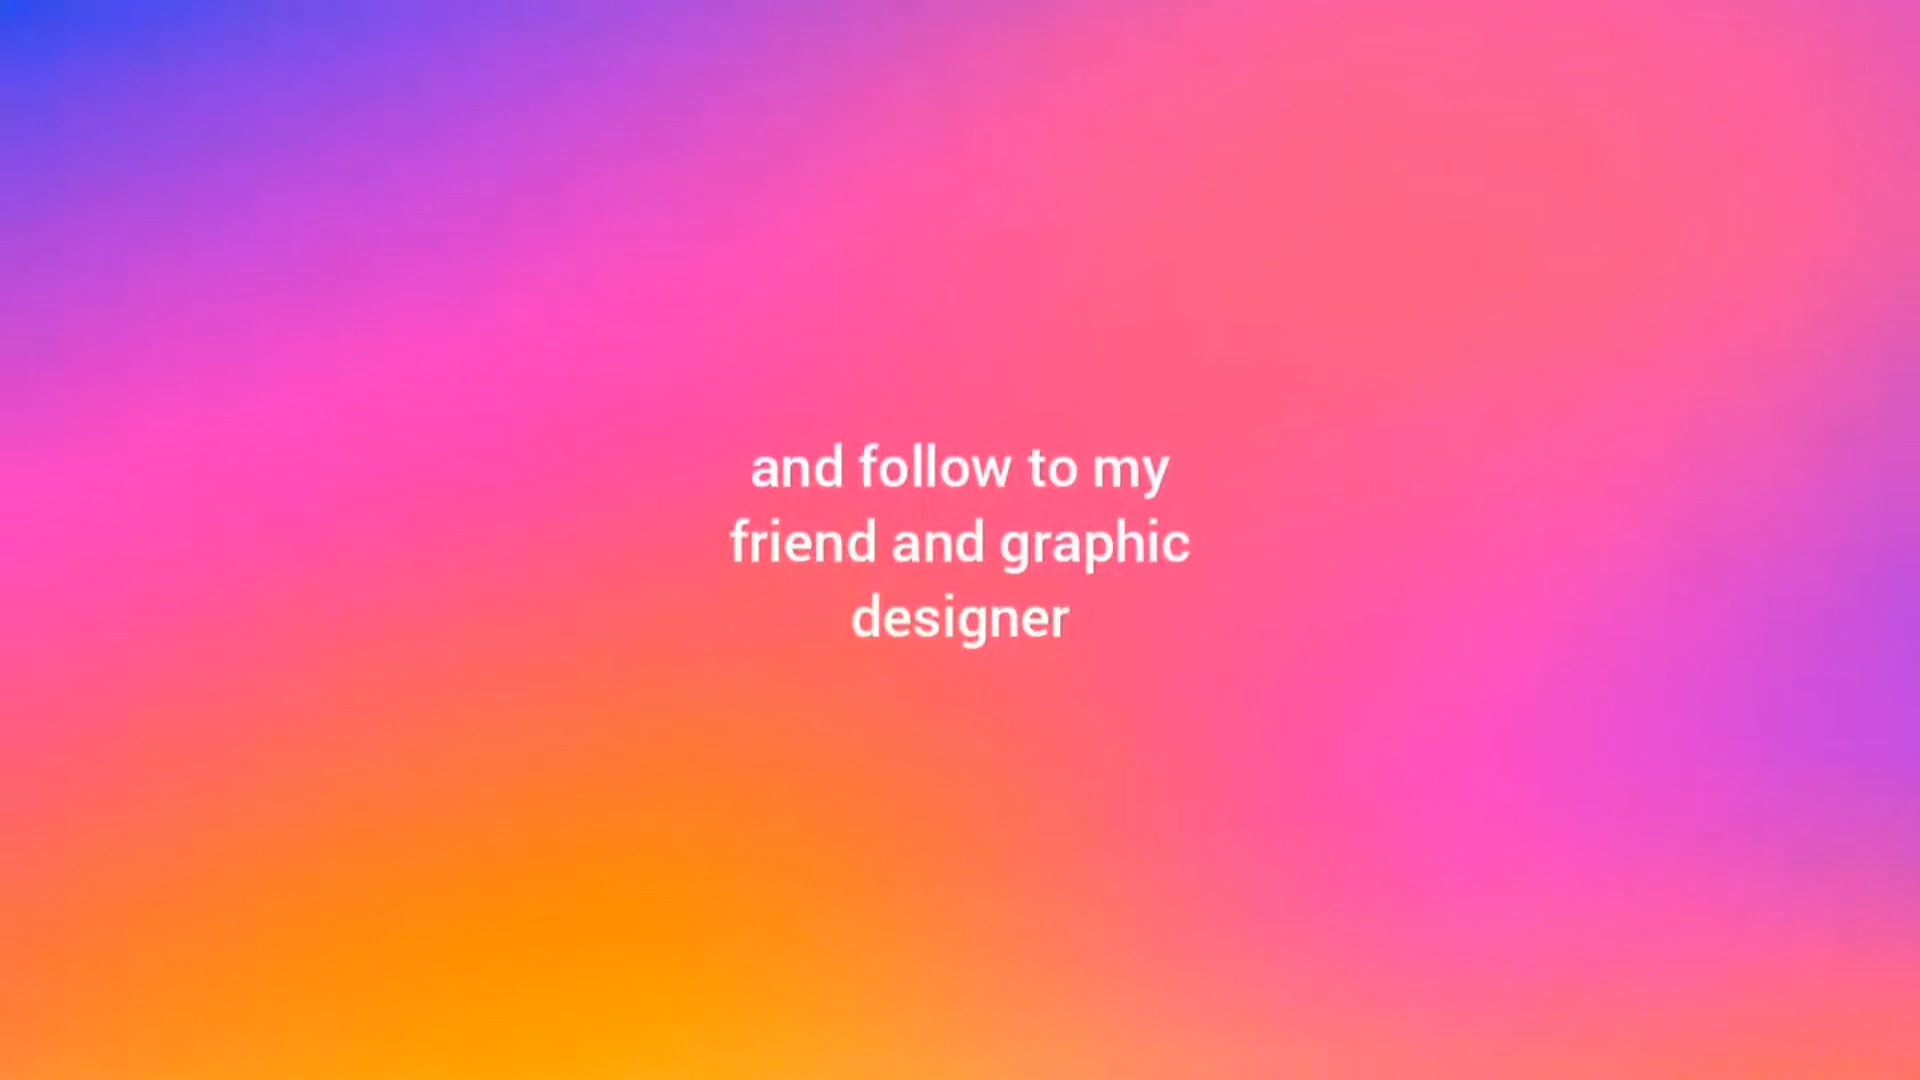 and follow to my
friend and graphic
designer